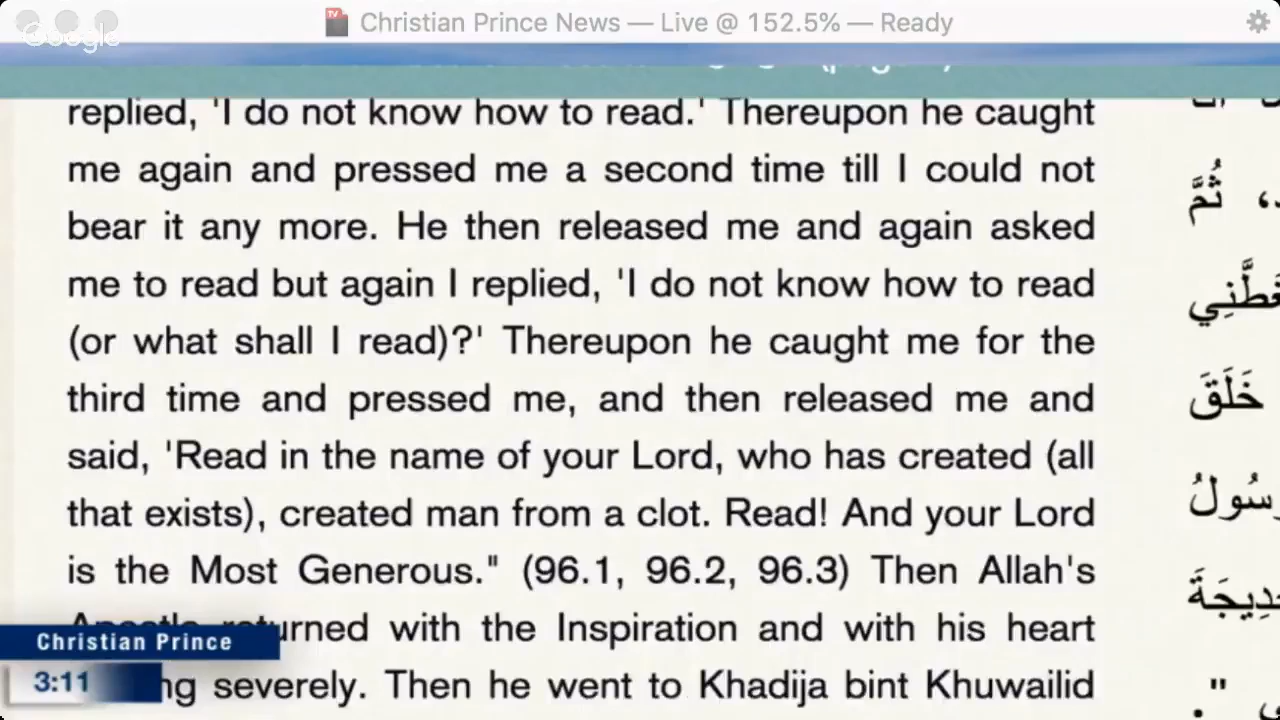 Christian Prince News — Live @ 152.5% — Ready
Google
replied, 'I do not know how to read.' Thereupon he caught
me again and pressed me a second time till I could not
bear it any more. He then released me and again asked
me to read but again I replied, 'I do not know how to read
(or what shall I read)?' Thereupon he caught me for the
third time and pressed me, and then released me and
said, 'Read in the name of your Lord, who has created (all
that exists), created man from a clot. Read! And your Lord
is the Most Generous." (96.1, 96.2, 96.3) Then Allah's
returned with the Inspiration and with his heart
severely. Then he went to Khadija bint Khuwailid
ثُمَّ
خَلَقَ
Christian Prince
3:11